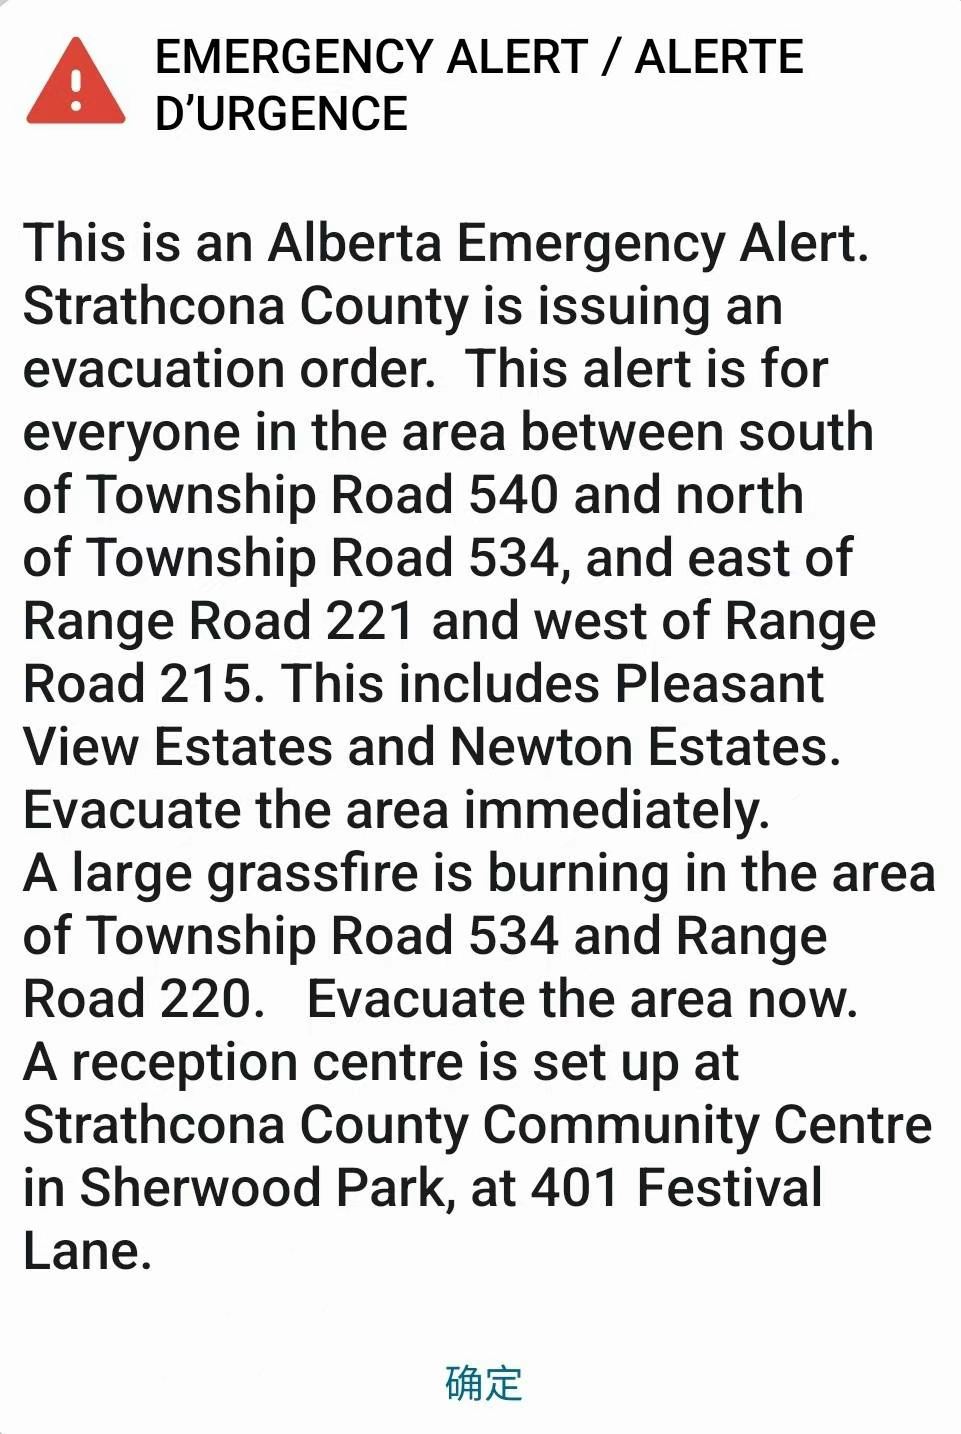 EMERGENCY ALERT / ALERTE
D’URGENCE
This is an Alberta Emergency Alert.
Strathcona County is issuing an
evacuation order.  This alert is for
everyone in the area between south
of Township Road 540 and north
of Township Road 534, and east of
Range Road 221 and west of Range
Road 215. This includes Pleasant
View Estates and Newton Estates.
Evacuate the area immediately.
A large grassfire is burning in the area
of Township Road 534 and Range
Road 220.   Evacuate the area now.
A reception centre is set up at
Strathcona County Community Centre
in Sherwood Park, at 401 Festival
Lane.
确定